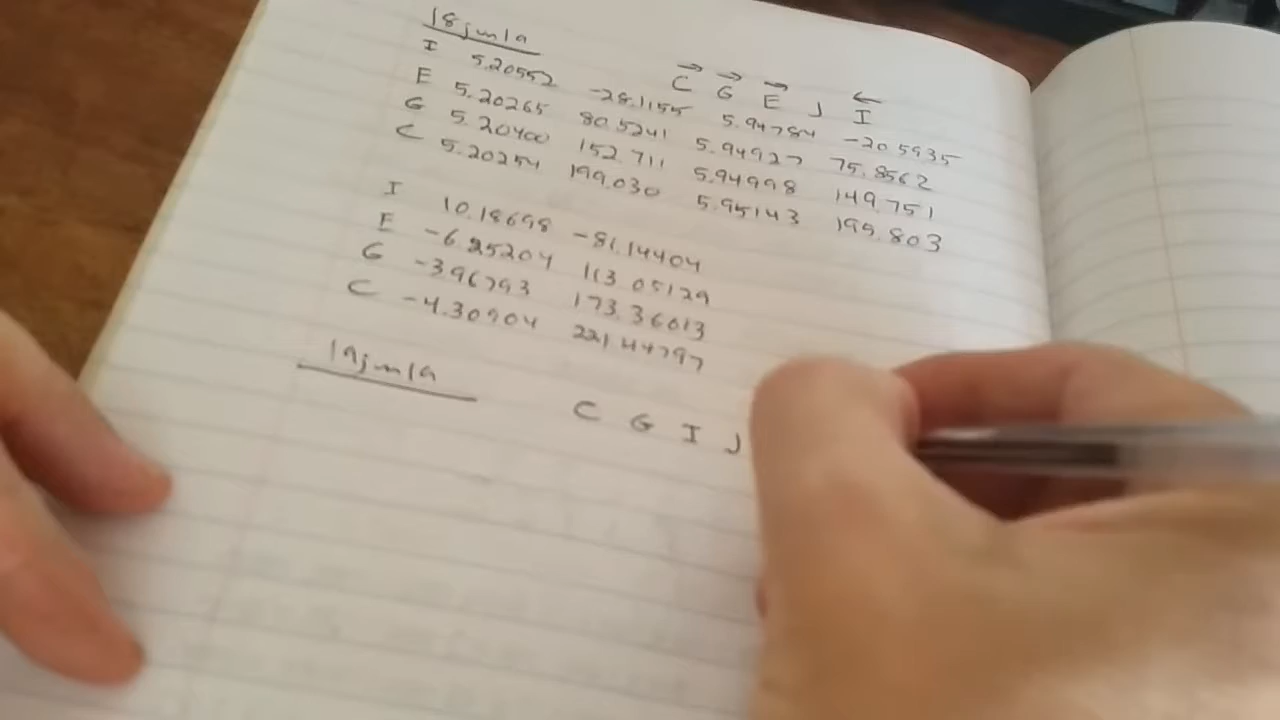 18jm1a
→ → → ←
C G E J I
I 5.20552 -28.1155 5.94784 -20.5935
E 5.20265 80.5241 5.94927 75.8562
G 5.20400 152.711 5.94998 149.751
C 5.20254 199.030 5.95143 199.803
I 10.18698 -81.14404
E -6.25204 113.05129
G -3.96793 173.36013
C -4.30904 221.44797
19jm1a
C G I J